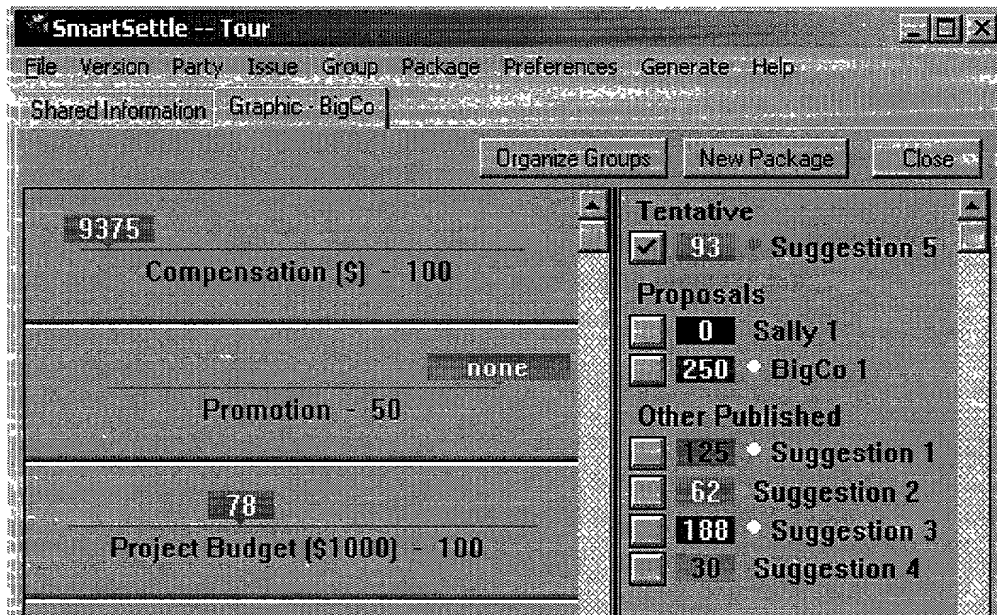 SmartSettle -- Tour
File Version Party Issue Group Package Preferences Generate Help
Shared Information Graphic - BigCo
Organize Groups New Package Close
9375
Compensation ($) - 100
none
Promotion - 50
78
Project Budget ($1000) - 100
Tentative
93 Suggestion 5
Proposals
0 Sally 1
250 BigCo 1
Other Published
125 Suggestion 1
62 Suggestion 2
188 Suggestion 3
30 Suggestion 4